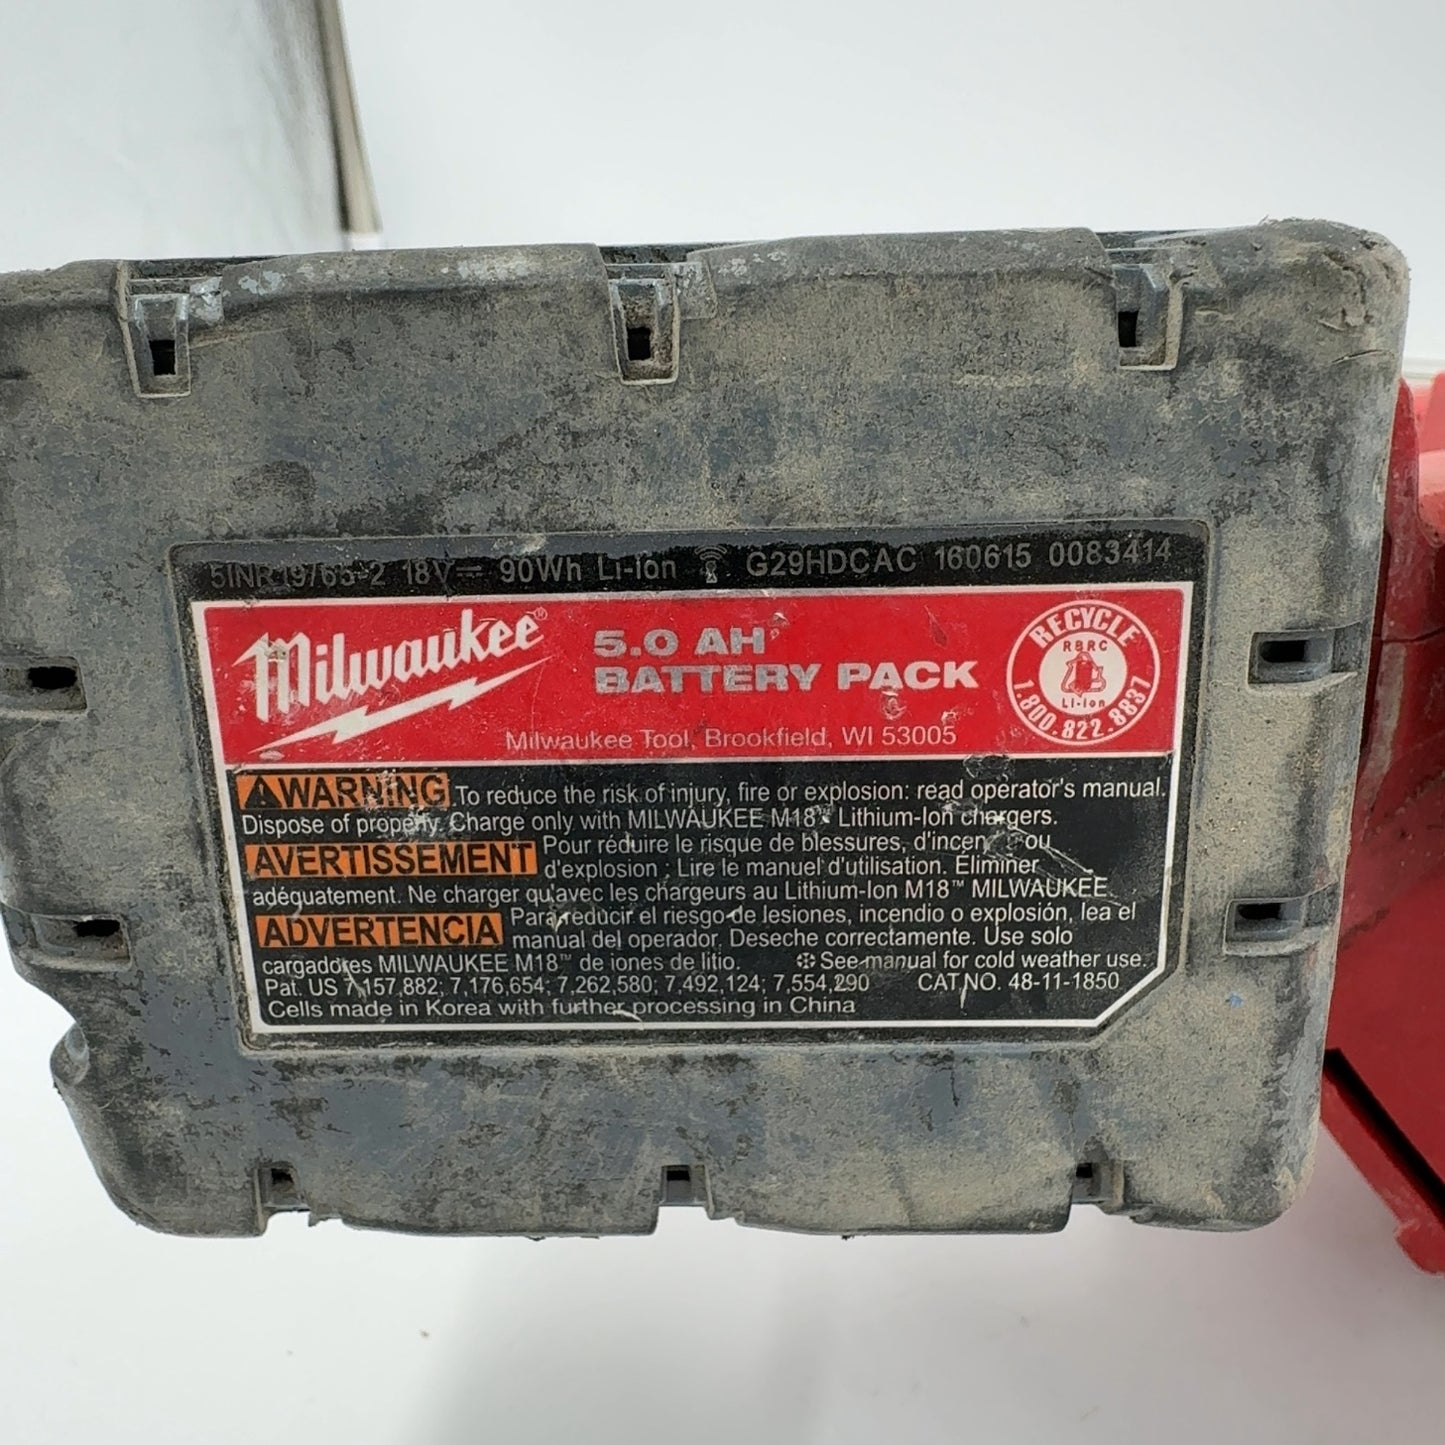 5INR19/65-2 18V 90Wh Li-Ion G29HDCAC 160615 0083414
Milwaukee®
5.0 AH
BATTERY PACK
Milwaukee Tool, Brookfield, WI 53005
RECYCLE
RBRC
Li-Ion
1.800.822.8837
WARNING To reduce the risk of injury, fire or explosion: read operator's manual.
Dispose of properly. Charge only with MILWAUKEE M18™ Lithium-Ion chargers.
AVERTISSEMENT Pour réduire le risque de blessures, d'incendie ou
d'explosion : Lire le manuel d'utilisation. Éliminer
adéquatement. Ne charger qu'avec les chargeurs au Lithium-Ion M18™ MILWAUKEE.
ADVERTENCIA Para reducir el riesgo de lesiones, incendio o explosión, lea el
manual del operador. Deseche correctamente. Use solo
cargadores MILWAUKEE M18™ de iones de litio. See manual for cold weather use.
Pat. US 7,157,882; 7,176,654; 7,262,580; 7,492,124; 7,554,290 CAT.NO. 48-11-1850
Cells made in Korea with further processing in China